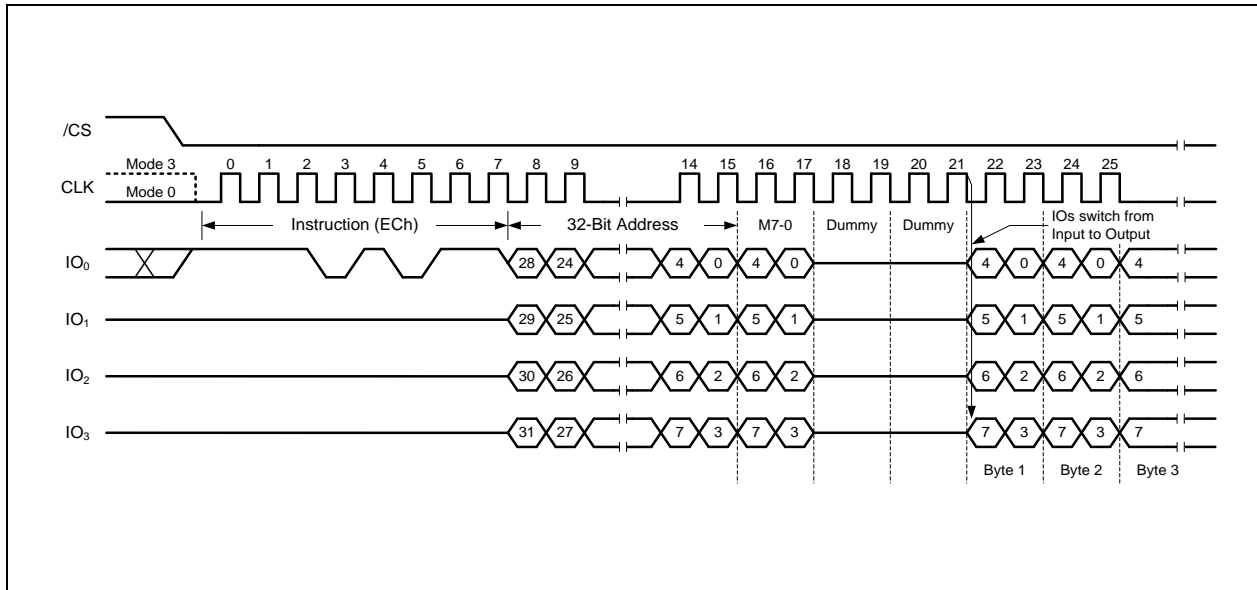 /CS
Mode 3 0 1 2 3 4 5 6 7 8 9 14 15 16 17 18 19 20 21 22 23 24 25
CLK
Mode 0
Instruction (ECh) 32-Bit Address M7-0 Dummy Dummy
IOs switch from
Input to Output
IO0 28 24 4 0 4 0 4 0 4 0 4
IO1 29 25 5 1 5 1 5 1 5 1 5
IO2 30 26 6 2 6 2 6 2 6 2 6
IO3 31 27 7 3 7 3 7 3 7 3 7
Byte 1 Byte 2 Byte 3